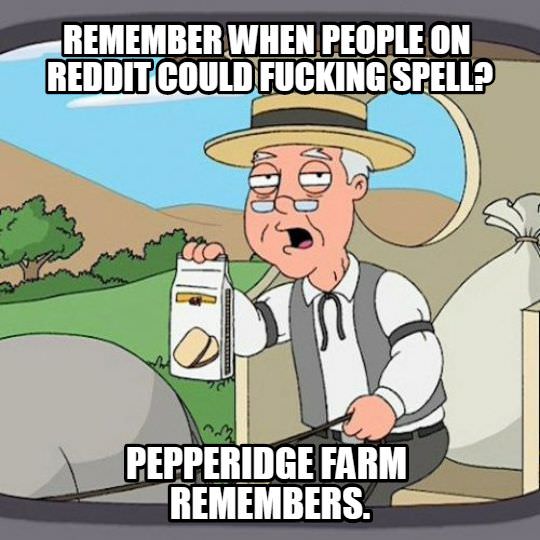 REMEMBER WHEN PEOPLE ON
REDDIT COULD FUCKING SPELL?
PEPPERIDGE FARM
REMEMBERS.